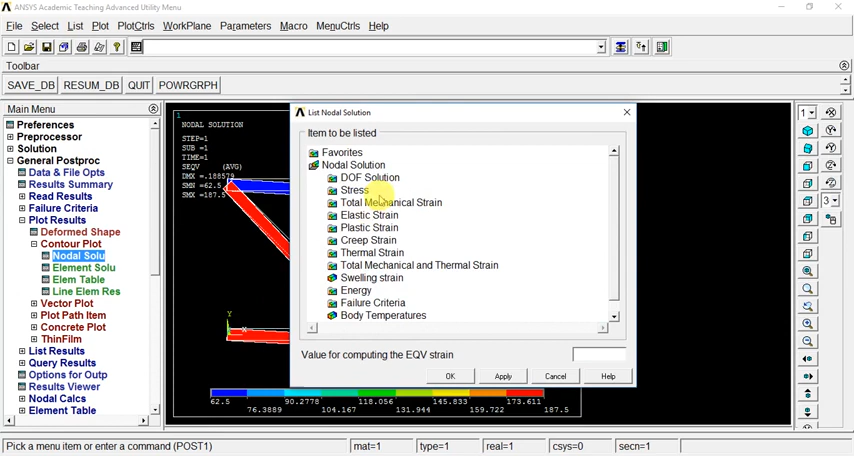 ANSYS Academic Teaching Advanced Utility Menu
File Select List Plot PlotCtrls WorkPlane Parameters Macro MenuCtrls Help
Toolbar
SAVE_DB RESUM_DB QUIT POWRGRPH
Main Menu
Preferences
Preprocessor
Solution
General Postproc
Data & File Opts
Results Summary
Read Results
Failure Criteria
Plot Results
Deformed Shape
Contour Plot
Nodal Solu
Element Solu
Elem Table
Line Elem Res
Vector Plot
Plot Path Item
Concrete Plot
ThinFilm
List Results
Query Results
Options for Outp
Results Viewer
Nodal Calcs
Element Table
1
NODAL SOLUTION
STEP=1
SUB =1
TIME=1
SEQV (AVG)
DMX =.188579
SMN =62.5
SMX =187.5
Y
X
List Nodal Solution
Item to be listed
Favorites
Nodal Solution
DOF Solution
Stress
Total Mechanical Strain
Elastic Strain
Plastic Strain
Creep Strain
Thermal Strain
Total Mechanical and Thermal Strain
Swelling strain
Energy
Failure Criteria
Body Temperatures
Value for computing the EQV strain
OK Apply Cancel Help
62.5 90.2778 118.056 145.833 173.611
76.3889 104.167 131.944 159.722 187.5
1
3
Pick a menu item or enter a command (POST1) mat=1 type=1 real=1 csys=0 secn=1